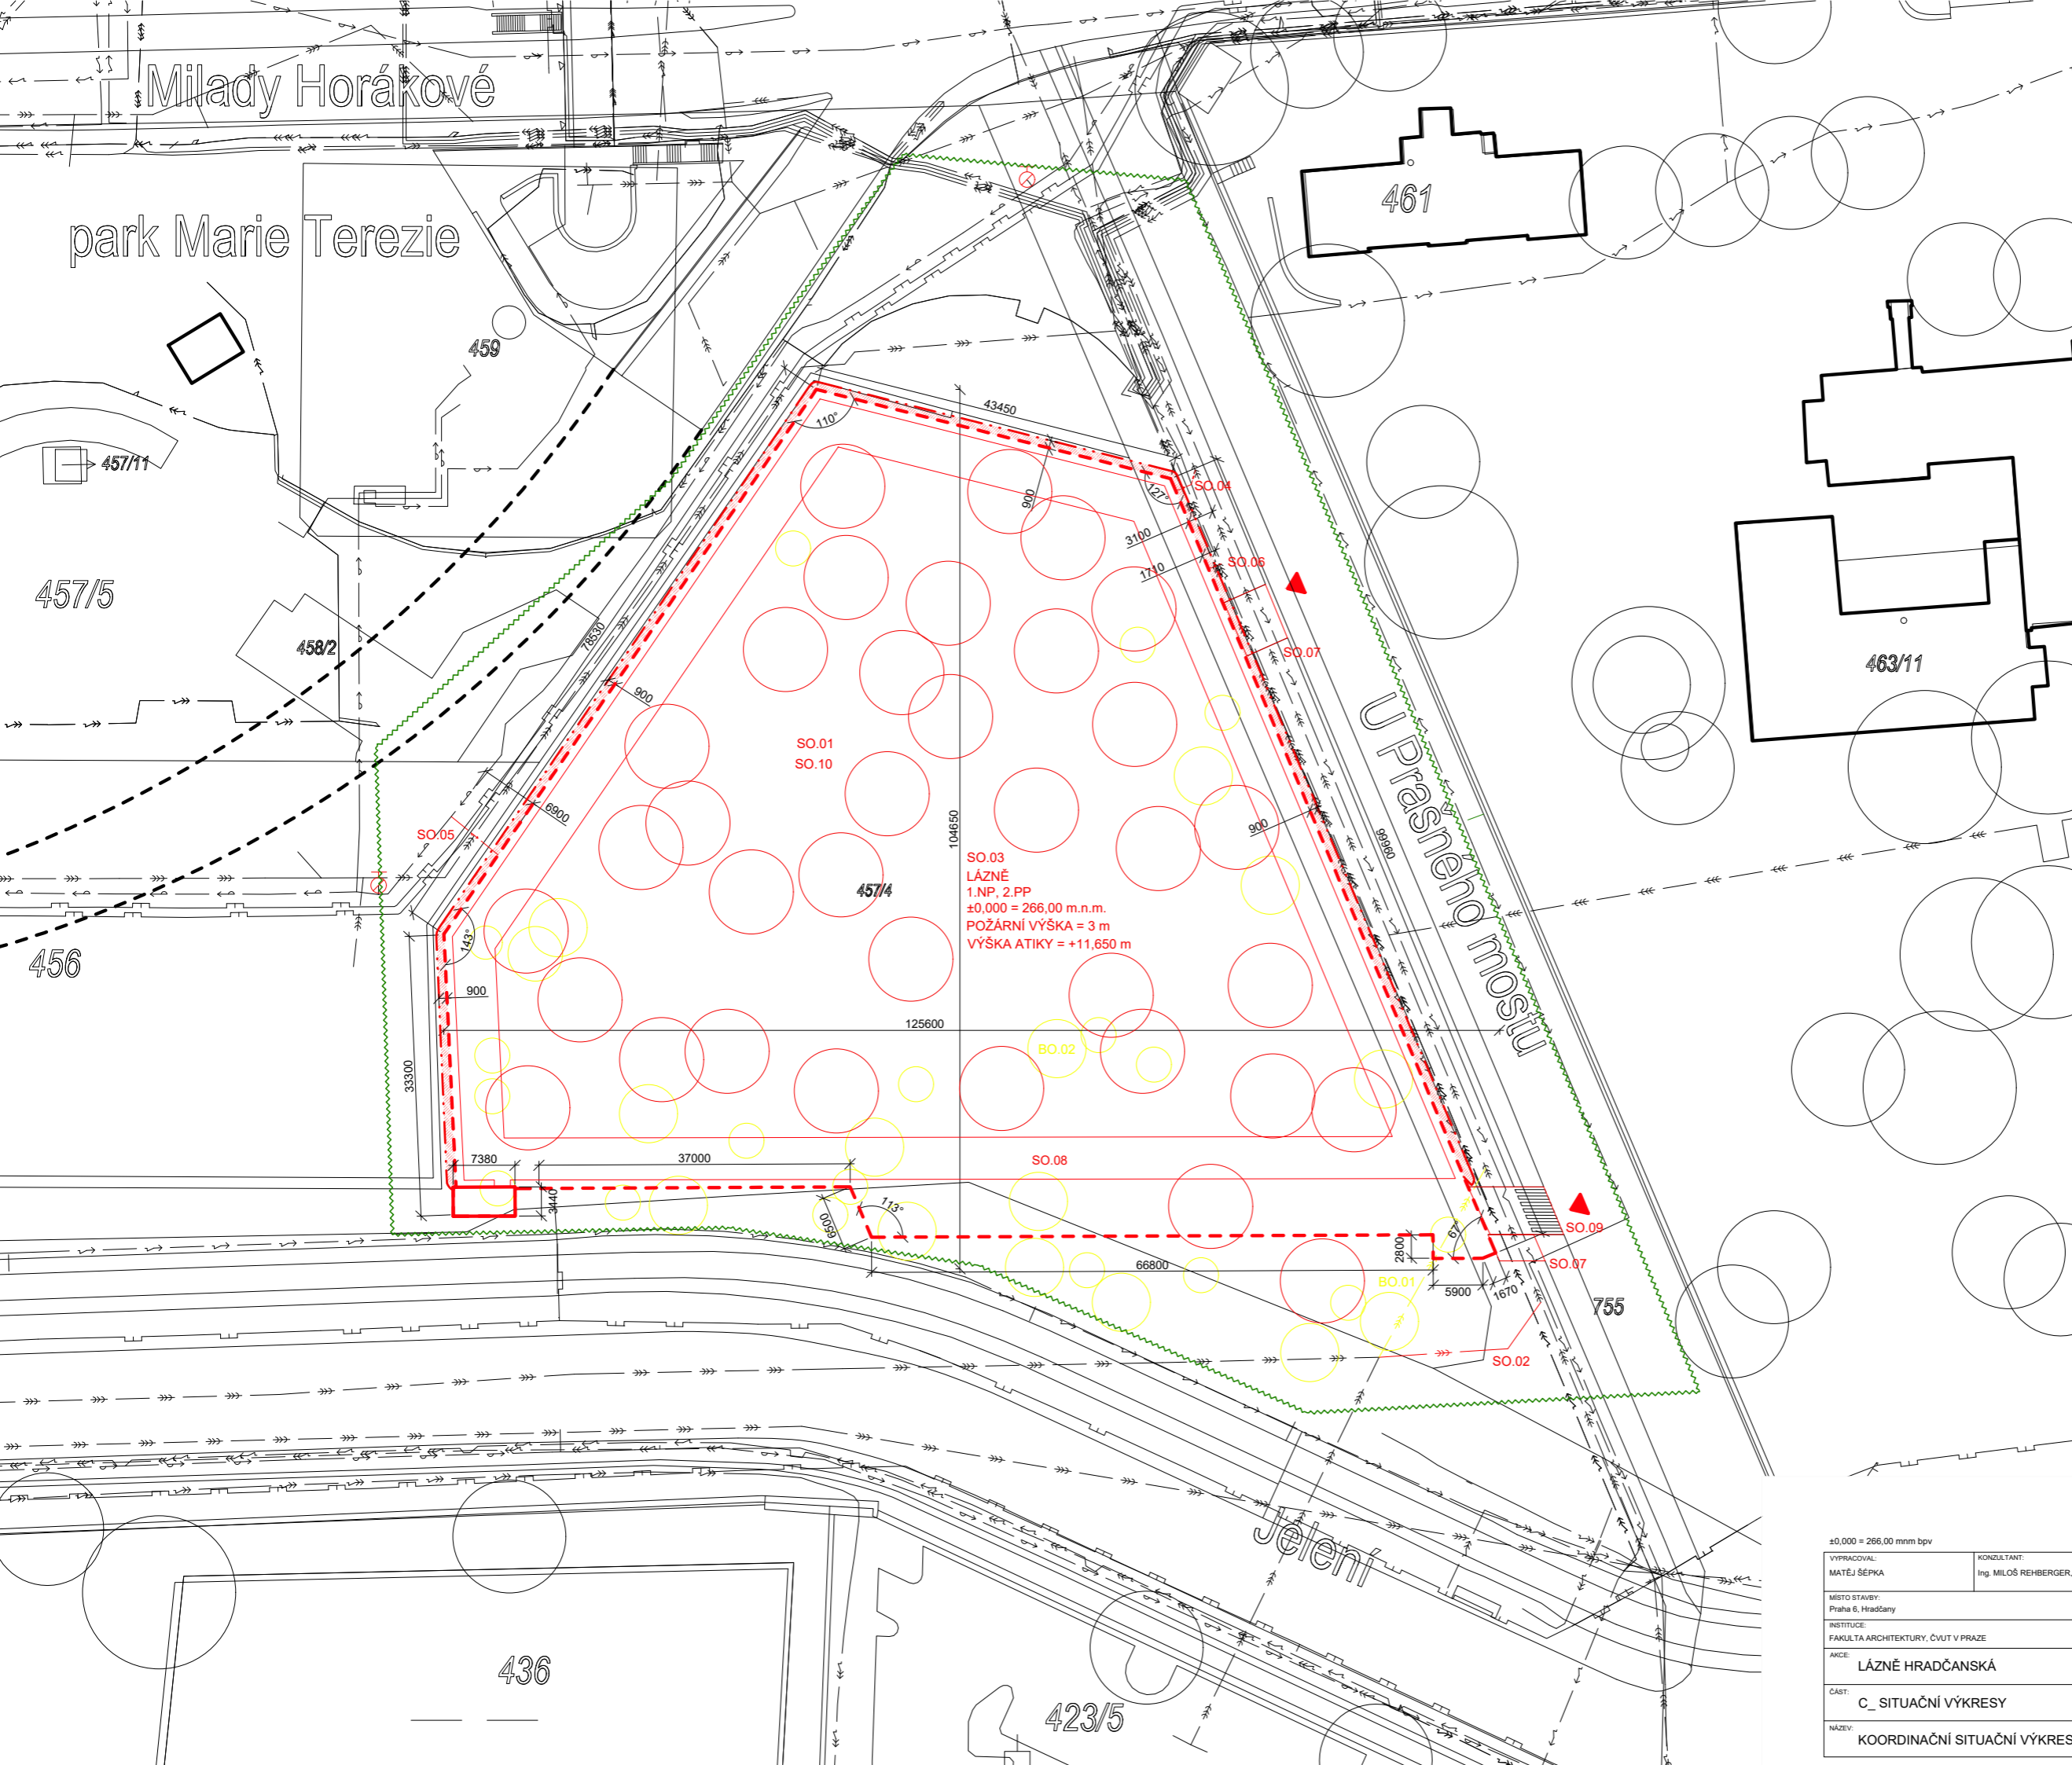 Milady Horákové
park Marie Terezie
461
459
457/11
43450
110°
SO.04
127°
900
3100
1710
SO.06
457/5
458/2
78530
SO.07
463/11
900
U Prašného mostu
SO.01
SO.10
6900
SO.05
104650
900
99960
SO.03
LÁZNĚ
1.NP, 2.PP
±0,000 = 266,00 m.n.m.
POŽÁRNÍ VÝŠKA = 3 m
VÝŠKA ATIKY = +11,650 m
457/4
143°
456
900
125600
BO.02
33300
7380
37000
SO.08
3440
6500
113°
67°
SO.09
2800
66800
SO.07
BO.01
5900
1670
755
SO.02
Jelení
436
423/5
±0,000 = 266,00 mnm bpv
VYPRACOVAL:
MATĚJ ŠÉPKA
KONZULTANT:
Ing. MILOŠ REHBERGER,
MÍSTO STAVBY:
Praha 6, Hradčany
INSTITUCE:
FAKULTA ARCHITEKTURY, ČVUT V PRAZE
AKCE:
LÁZNĚ HRADČANSKÁ
ČÁST:
C_ SITUAČNÍ VÝKRESY
NÁZEV:
KOORDINAČNÍ SITUAČNÍ VÝKRES